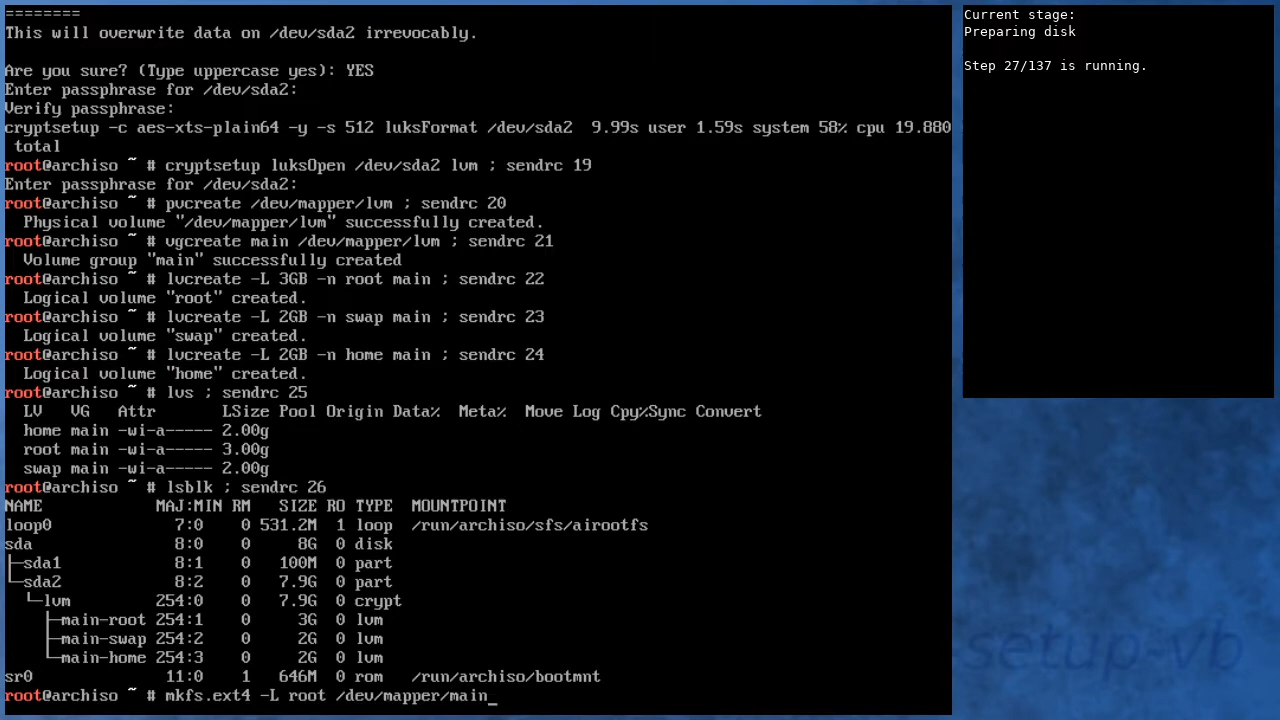 ========
This will overwrite data on /dev/sda2 irrevocably.
Are you sure? (Type uppercase yes): YES
Enter passphrase for /dev/sda2:
Verify passphrase:
cryptsetup -c aes-xts-plain64 -y -s 512 luksFormat /dev/sda2  9.99s user 1.59s system 58% cpu 19.880
 total
root@archiso ~ # cryptsetup luksOpen /dev/sda2 lvm ; sendrc 19
Enter passphrase for /dev/sda2:
root@archiso ~ # pvcreate /dev/mapper/lvm ; sendrc 20
  Physical volume "/dev/mapper/lvm" successfully created.
root@archiso ~ # vgcreate main /dev/mapper/lvm ; sendrc 21
  Volume group "main" successfully created
root@archiso ~ # lvcreate -L 3GB -n root main ; sendrc 22
  Logical volume "root" created.
root@archiso ~ # lvcreate -L 2GB -n swap main ; sendrc 23
  Logical volume "swap" created.
root@archiso ~ # lvcreate -L 2GB -n home main ; sendrc 24
  Logical volume "home" created.
root@archiso ~ # lvs ; sendrc 25
  LV   VG   Attr       LSize Pool Origin Data%  Meta%  Move Log Cpy%Sync Convert
  home main -wi-a----- 2.00g
  root main -wi-a----- 3.00g
  swap main -wi-a----- 2.00g
root@archiso ~ # lsblk ; sendrc 26
NAME            MAJ:MIN RM   SIZE RO TYPE  MOUNTPOINT
loop0             7:0    0 531.2M  1 loop  /run/archiso/sfs/airootfs
sda               8:0    0     8G  0 disk
├─sda1            8:1    0   100M  0 part
└─sda2            8:2    0   7.9G  0 part
  └─lvm         254:0    0   7.9G  0 crypt
    ├─main-root 254:1    0     3G  0 lvm
    ├─main-swap 254:2    0     2G  0 lvm
    └─main-home 254:3    0     2G  0 lvm
sr0              11:0    1   646M  0 rom   /run/archiso/bootmnt
root@archiso ~ # mkfs.ext4 -L root /dev/mapper/main_
Current stage:
Preparing disk
Step 27/137 is running.
setup-vb